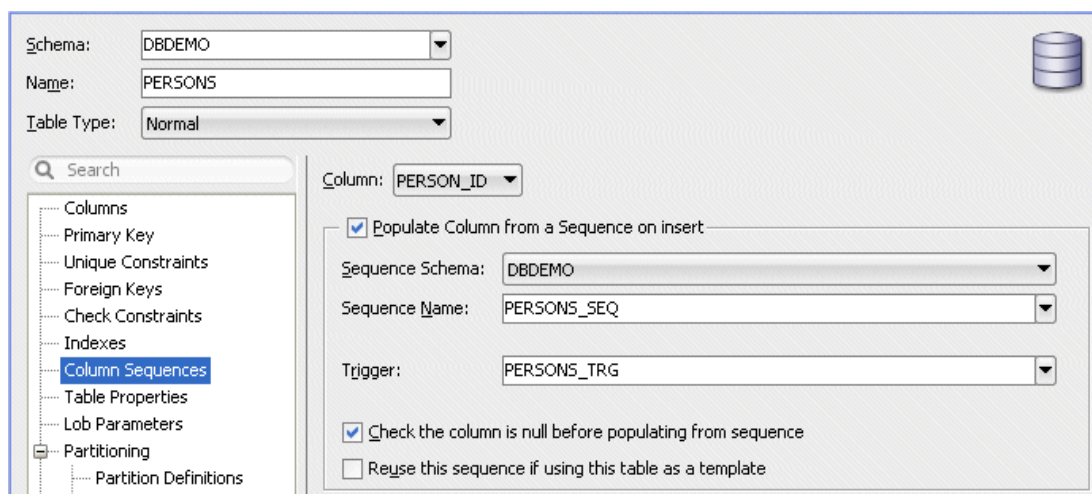 Schema: DBDEMO
Name: PERSONS
Table Type: Normal
Search
Columns
Primary Key
Unique Constraints
Foreign Keys
Check Constraints
Indexes
Column Sequences
Table Properties
Lob Parameters
Partitioning
Partition Definitions
Column: PERSON_ID
Populate Column from a Sequence on insert
Sequence Schema: DBDEMO
Sequence Name: PERSONS_SEQ
Trigger: PERSONS_TRG
Check the column is null before populating from sequence
Reuse this sequence if using this table as a template